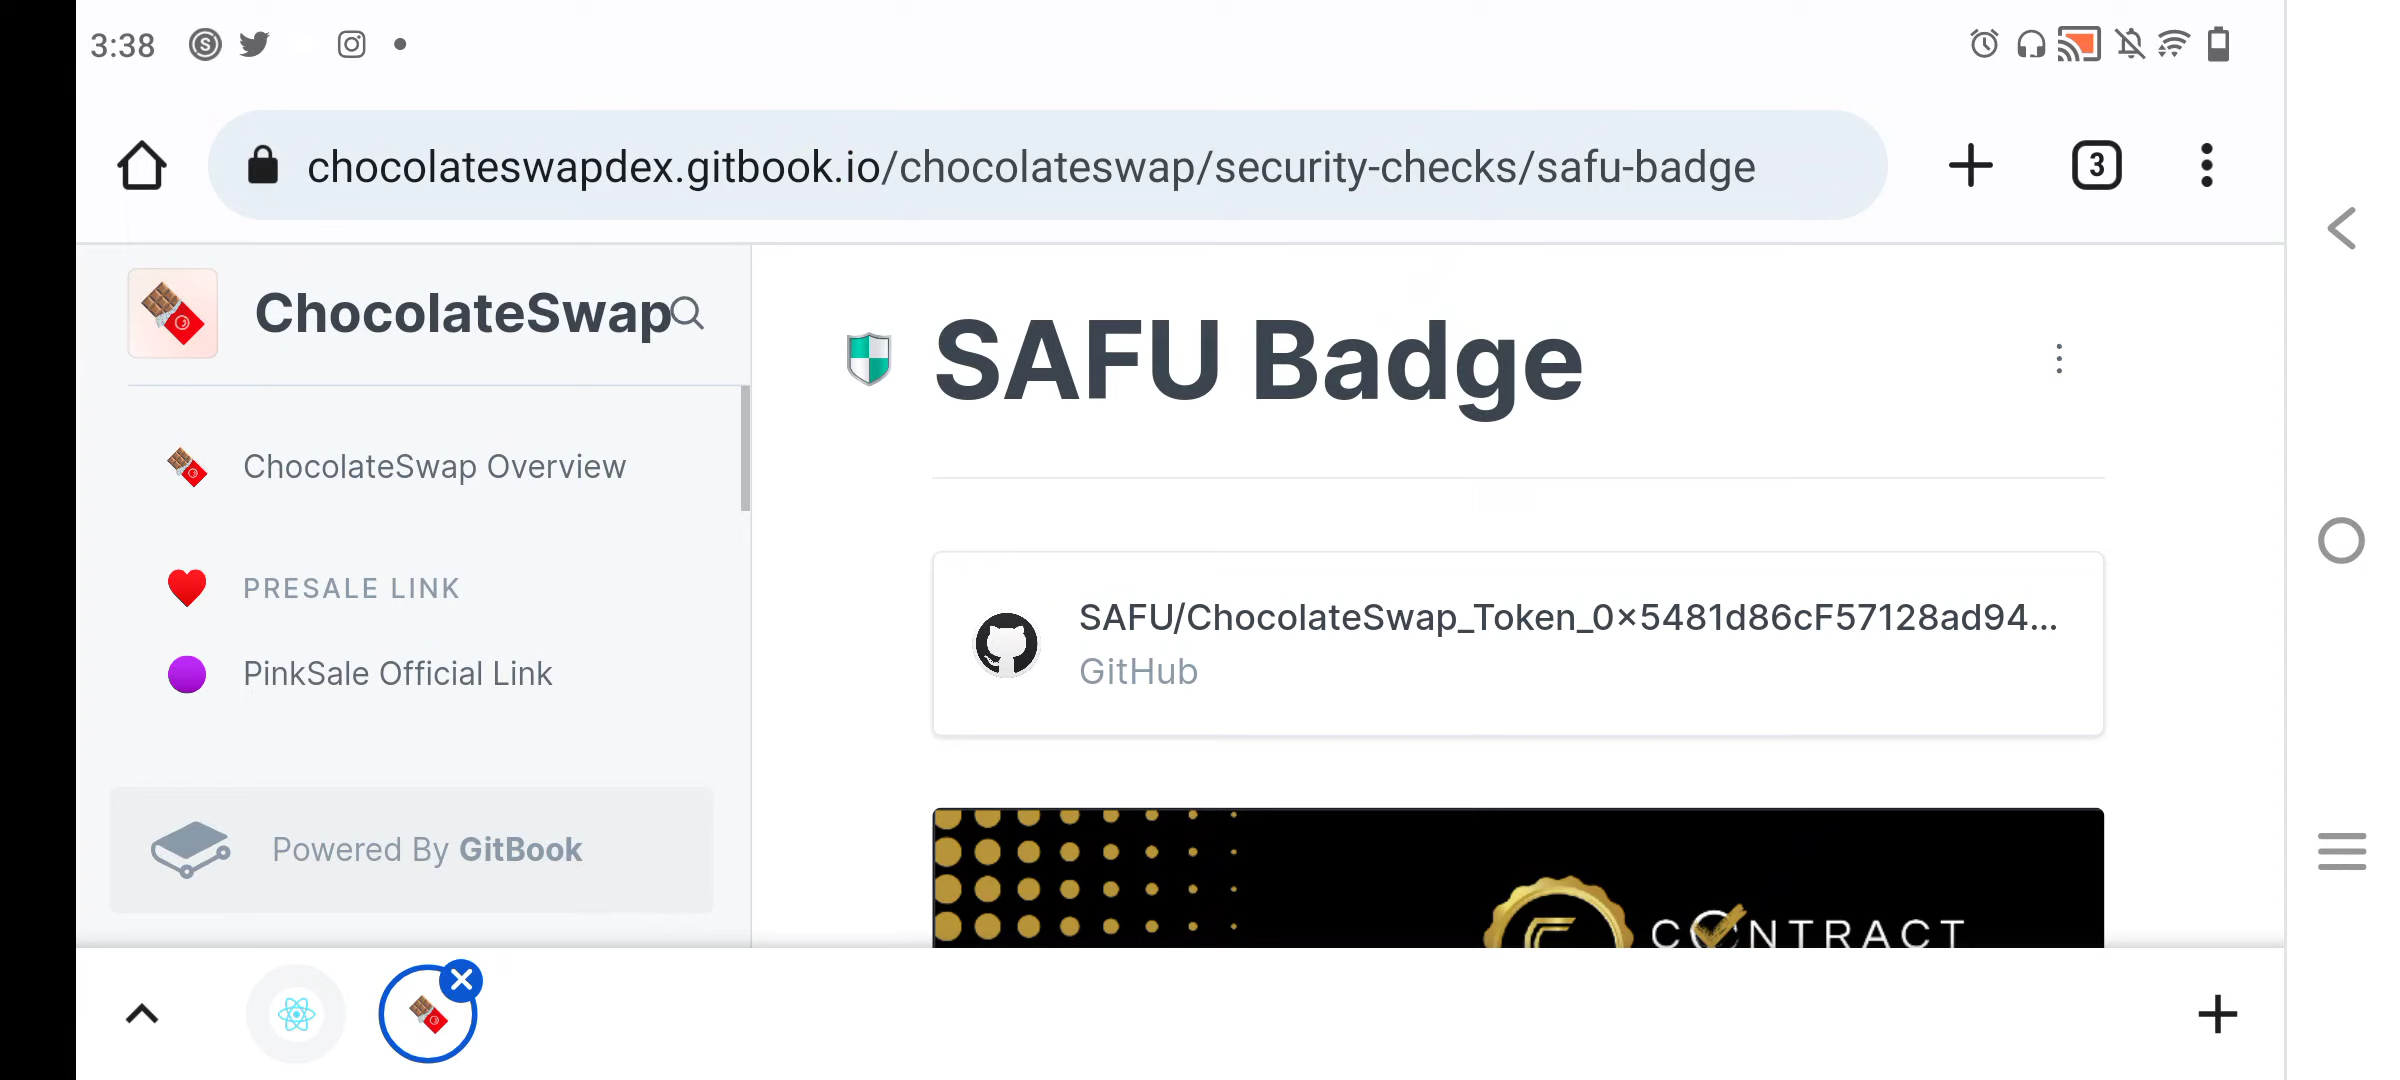 3:38
chocolateswapdex.gitbook.io/chocolateswap/security-checks/safu-badge
3
ChocolateSwap
SAFU Badge
ChocolateSwap Overview
PRESALE LINK
PinkSale Official Link
SAFU/ChocolateSwap_Token_0×5481d86cF57128ad94...
GitHub
Powered By GitBook
CONTRACT